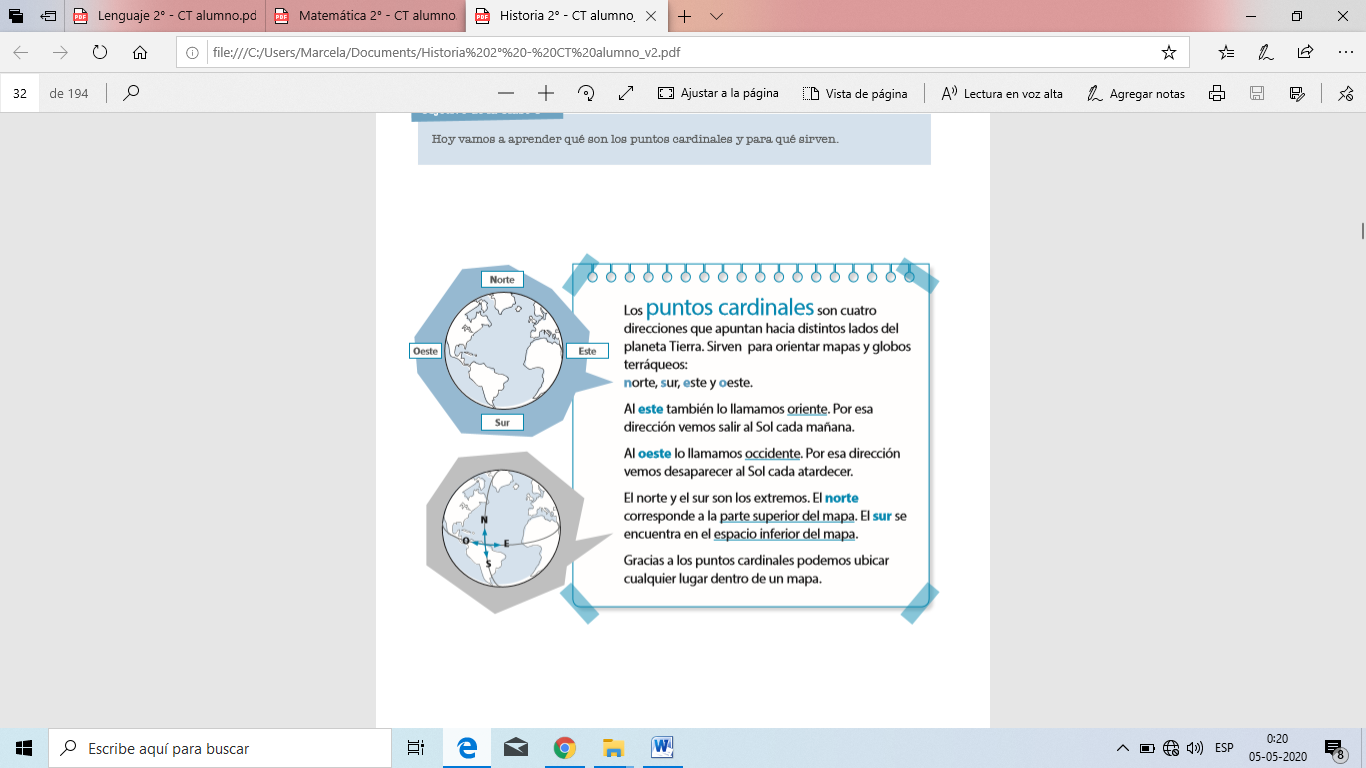 Lenguaje 2° - CT alumno.pd
Matemática 2° - CT alumno.
Historia 2° - CT alumno_
file:///C:/Users/Marcela/Documents/Historia%202°%20-%20CT%20alumno_v2.pdf
32 de 194
Ajustar a la página
Vista de página
Lectura en voz alta
Agregar notas
Hoy vamos a aprender qué son los puntos cardinales y para qué sirven.
Norte
Oeste
Este
Sur
Los puntos cardinales son cuatro
direcciones que apuntan hacia distintos lados del
planeta Tierra. Sirven para orientar mapas y globos
terráqueos:
norte, sur, este y oeste.
Al este también lo llamamos oriente. Por esa
dirección vemos salir al Sol cada mañana.
Al oeste lo llamamos occidente. Por esa dirección
vemos desaparecer al Sol cada atardecer.
El norte y el sur son los extremos. El norte
corresponde a la parte superior del mapa. El sur se
encuentra en el espacio inferior del mapa.
Gracias a los puntos cardinales podemos ubicar
cualquier lugar dentro de un mapa.
N
O
E
S
Escribe aquí para buscar
ESP
0:20
05-05-2020
8